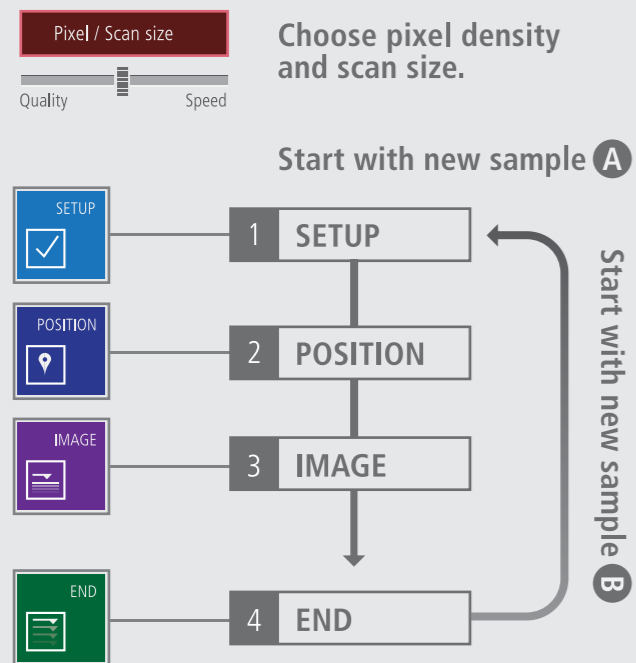 Pixel / Scan size
Quality
Speed
Choose pixel density
and scan size.
Start with new sample A
SETUP
1 SETUP
POSITION
2 POSITION
IMAGE
3 IMAGE
END
4 END
Start with new sample B